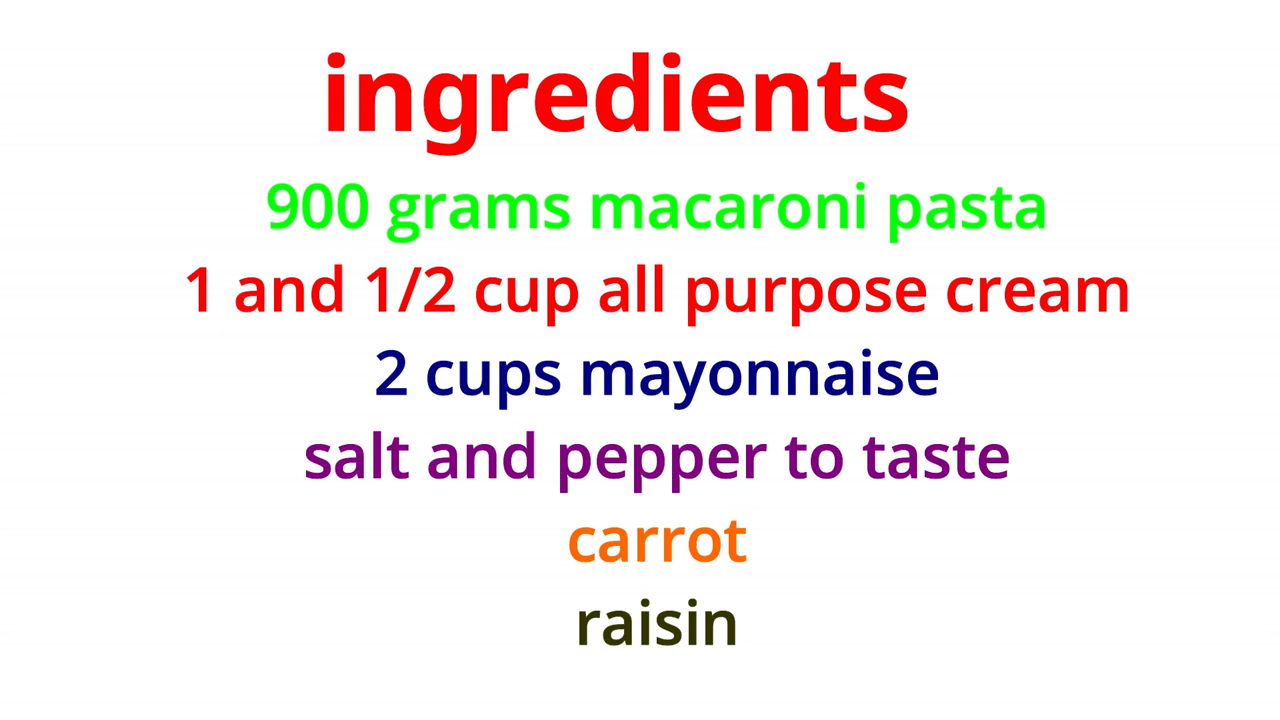 ingredients
900 grams macaroni pasta
1 and 1/2 cup all purpose cream
2 cups mayonnaise
salt and pepper to taste
carrot
raisin